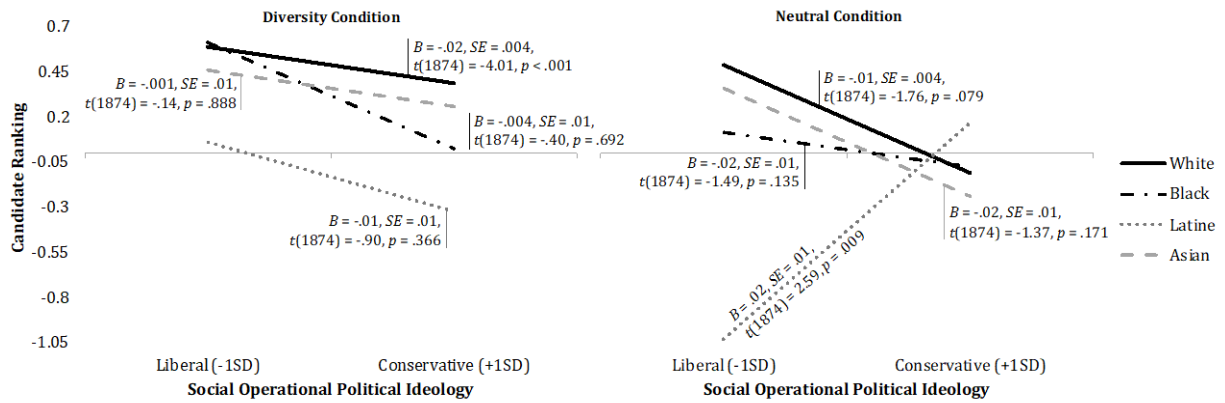 Diversity Condition
Neutral Condition
Candidate Ranking
0.7
0.45
0.2
-0.05
-0.3
-0.55
-0.8
-1.05
B = -.02, SE = .004,
t(1874) = -4.01, p < .001
B = -.001, SE = .01,
t(1874) = -.14, p = .888
B = -.004, SE = .01,
t(1874) = -.40, p = .692
B = -.01, SE = .01,
t(1874) = -.90, p = .366
Liberal (-1SD)
Conservative (+1SD)
Social Operational Political Ideology
B = -.01, SE = .004,
t(1874) = -1.76, p = .079
B = -.02, SE = .01,
t(1874) = -1.49, p = .135
B = -.02, SE = .01,
t(1874) = -1.37, p = .171
B = .02, SE = .01,
t(1874) = 2.59, p = .009
Liberal (-1SD)
Conservative (+1SD)
Social Operational Political Ideology
White
Black
Latine
Asian